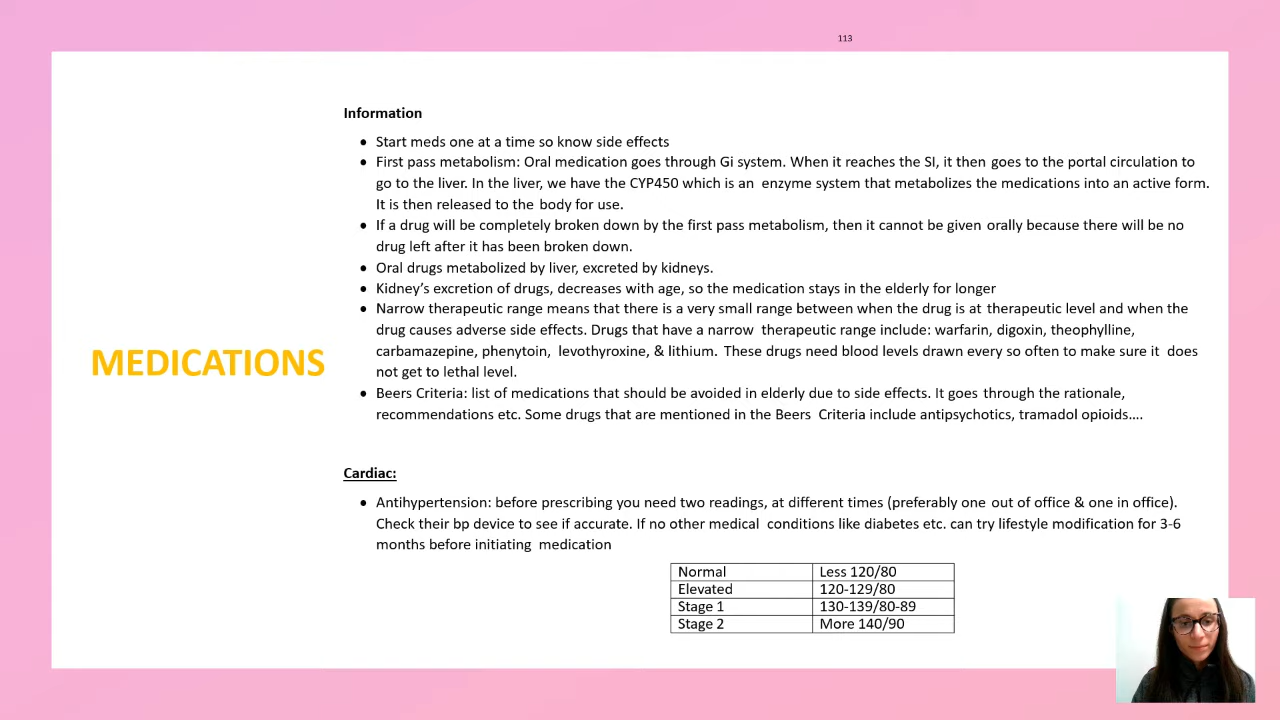 113
Information
• Start meds one at a time so know side effects
• First pass metabolism: Oral medication goes through Gi system. When it reaches the SI, it then goes to the portal circulation to
go to the liver. In the liver, we have the CYP450 which is an enzyme system that metabolizes the medications into an active form.
It is then released to the body for use.
• If a drug will be completely broken down by the first pass metabolism, then it cannot be given orally because there will be no
drug left after it has been broken down.
• Oral drugs metabolized by liver, excreted by kidneys.
• Kidney’s excretion of drugs, decreases with age, so the medication stays in the elderly for longer
• Narrow therapeutic range means that there is a very small range between when the drug is at therapeutic level and when the
drug causes adverse side effects. Drugs that have a narrow therapeutic range include: warfarin, digoxin, theophylline,
carbamazepine, phenytoin, levothyroxine, & lithium. These drugs need blood levels drawn every so often to make sure it does
not get to lethal level.
• Beers Criteria: list of medications that should be avoided in elderly due to side effects. It goes through the rationale,
recommendations etc. Some drugs that are mentioned in the Beers Criteria include antipsychotics, tramadol opioids….
MEDICATIONS
Cardiac:
• Antihypertension: before prescribing you need two readings, at different times (preferably one out of office & one in office).
Check their bp device to see if accurate. If no other medical conditions like diabetes etc. can try lifestyle modification for 3-6
months before initiating medication
Normal Less 120/80
Elevated 120-129/80
Stage 1 130-139/80-89
Stage 2 More 140/90